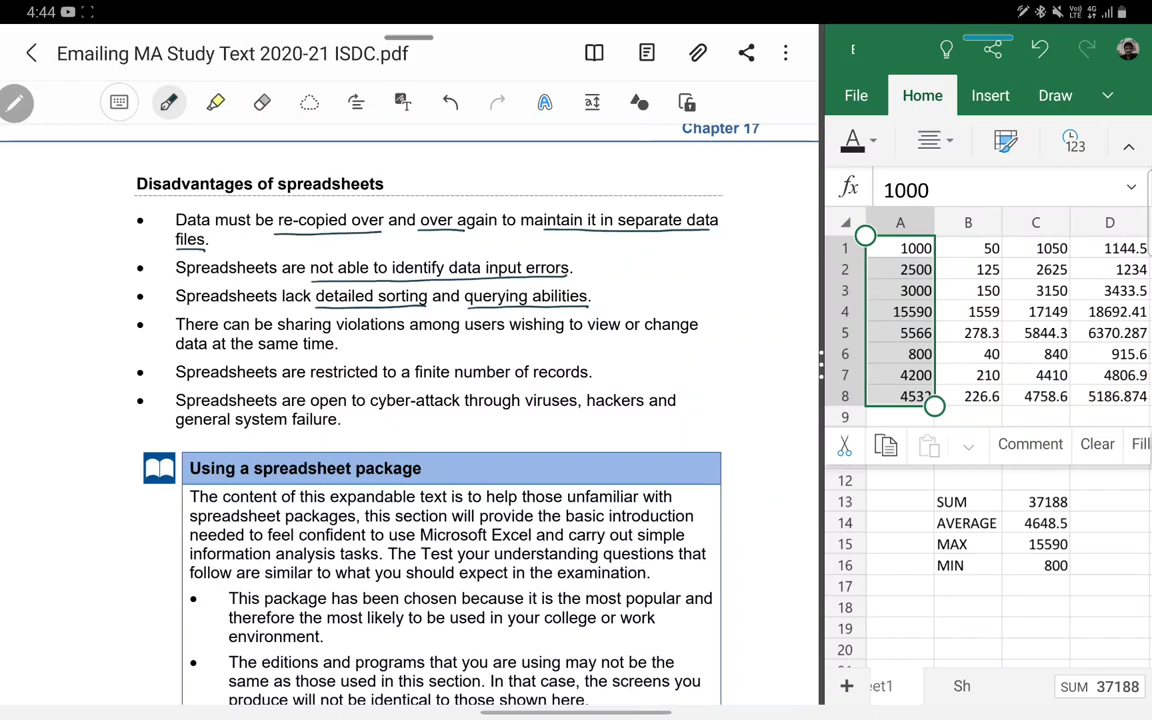 4:44
Emailing MA Study Text 2020-21 ISDC.pdf
Chapter 17
Disadvantages of spreadsheets
• Data must be re-copied over and over again to maintain it in separate data
files.
• Spreadsheets are not able to identify data input errors.
• Spreadsheets lack detailed sorting and querying abilities.
• There can be sharing violations among users wishing to view or change
data at the same time.
• Spreadsheets are restricted to a finite number of records.
• Spreadsheets are open to cyber-attack through viruses, hackers and
general system failure.
Using a spreadsheet package
The content of this expandable text is to help those unfamiliar with
spreadsheet packages, this section will provide the basic introduction
needed to feel confident to use Microsoft Excel and carry out simple
information analysis tasks. The Test your understanding questions that
follow are similar to what you should expect in the examination.
• This package has been chosen because it is the most popular and
therefore the most likely to be used in your college or work
environment.
• The editions and programs that you are using may not be the
same as those used in this section. In that case, the screens you
produce will not be identical to those shown here.
File Home Insert Draw
A 123
fx 1000
A B C D
1 1000 50 1050 1144.5
2 2500 125 2625 1234
3 3000 150 3150 3433.5
4 15590 1559 17149 18692.41
5 5566 278.3 5844.3 6370.287
6 800 40 840 915.6
7 4200 210 4410 4806.9
8 4532 226.6 4758.6 5186.874
9
Comment Clear Fill
12
13 SUM 37188
14 AVERAGE 4648.5
15 MAX 15590
16 MIN 800
17
18
19
20
+ eet1 Sh SUM 37188